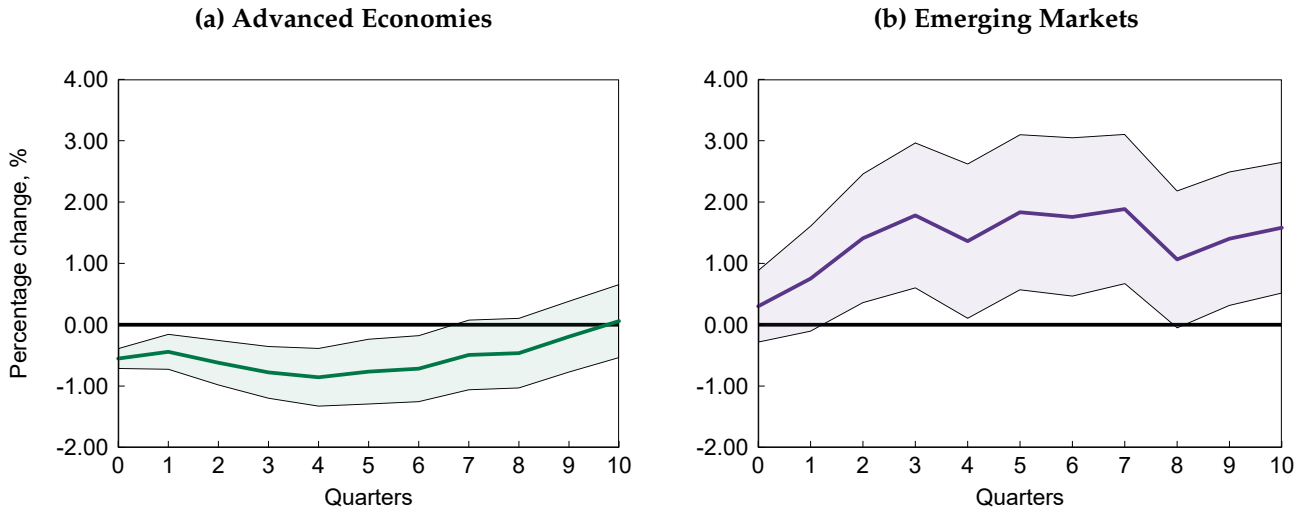 (a) Advanced Economies
4.00
3.00
2.00
1.00
0.00
-1.00
-2.00
Percentage change, %
0 1 2 3 4 5 6 7 8 9 10
Quarters
(b) Emerging Markets
4.00
3.00
2.00
1.00
0.00
-1.00
-2.00
0 1 2 3 4 5 6 7 8 9 10
Quarters